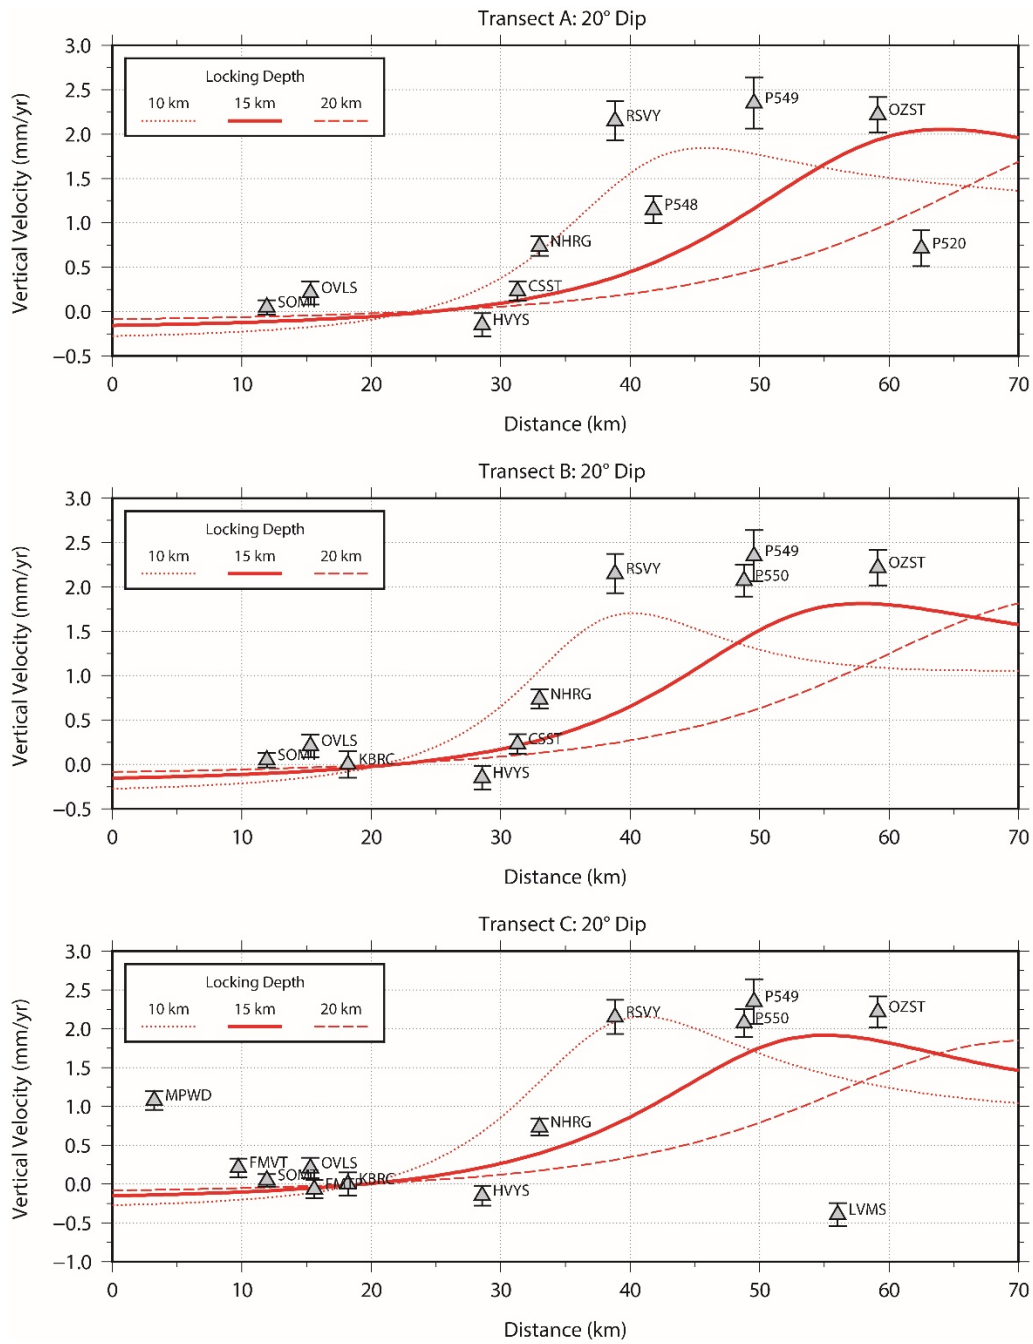 Transect A: 20° Dip
Vertical Velocity (mm/yr)
3.0
2.5
2.0
1.5
1.0
0.5
0.0
−0.5
Locking Depth
10 km 15 km 20 km
P549
OZST
RSVY
P548
NHRG
P520
OVLS
CSST
SOMT
HVYS
0 10 20 30 40 50 60 70
Distance (km)
Transect B: 20° Dip
Vertical Velocity (mm/yr)
3.0
2.5
2.0
1.5
1.0
0.5
0.0
−0.5
Locking Depth
10 km 15 km 20 km
P549
OZST
RSVY
P550
NHRG
OVLS
CSST
SOMT
KBRC
HVYS
0 10 20 30 40 50 60 70
Distance (km)
Transect C: 20° Dip
Vertical Velocity (mm/yr)
3.0
2.5
2.0
1.5
1.0
0.5
0.0
−0.5
−1.0
Locking Depth
10 km 15 km 20 km
P549
OZST
RSVY
P550
MPWD
NHRG
FMVT
OVLS
SOMT
KBRC
HVYS
LVMS
0 10 20 30 40 50 60 70
Distance (km)